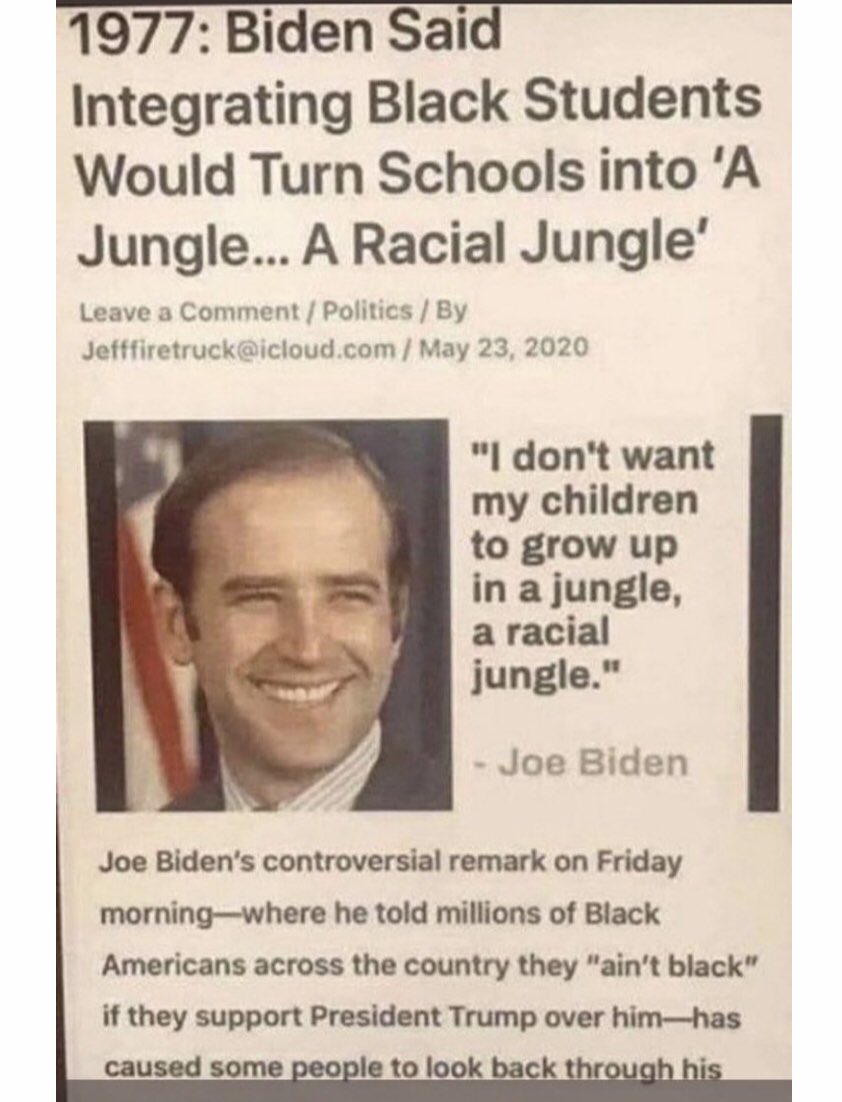 1977: Biden Said
Integrating Black Students
Would Turn Schools into 'A
Jungle... A Racial Jungle'
Leave a Comment / Politics / By
Jefffiretruck@icloud.com / May 23, 2020
"I don't want
my children
to grow up
in a jungle,
a racial
jungle."
- Joe Biden
Joe Biden's controversial remark on Friday
morning—where he told millions of Black
Americans across the country they "ain't black"
if they support President Trump over him—has
caused some people to look back through his